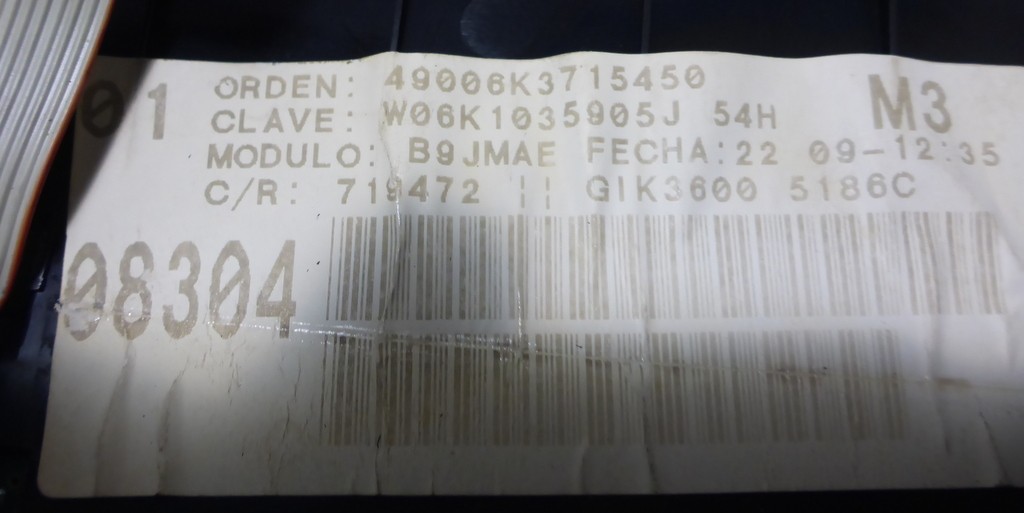 01 ORDEN: 49006K3715450 M3
CLAVE: W06K1035905J 54H
MODULO: B9JMAE FECHA:22 09-12:35
C/R: 719472 ¦¦ GIK3600 5186C
08304